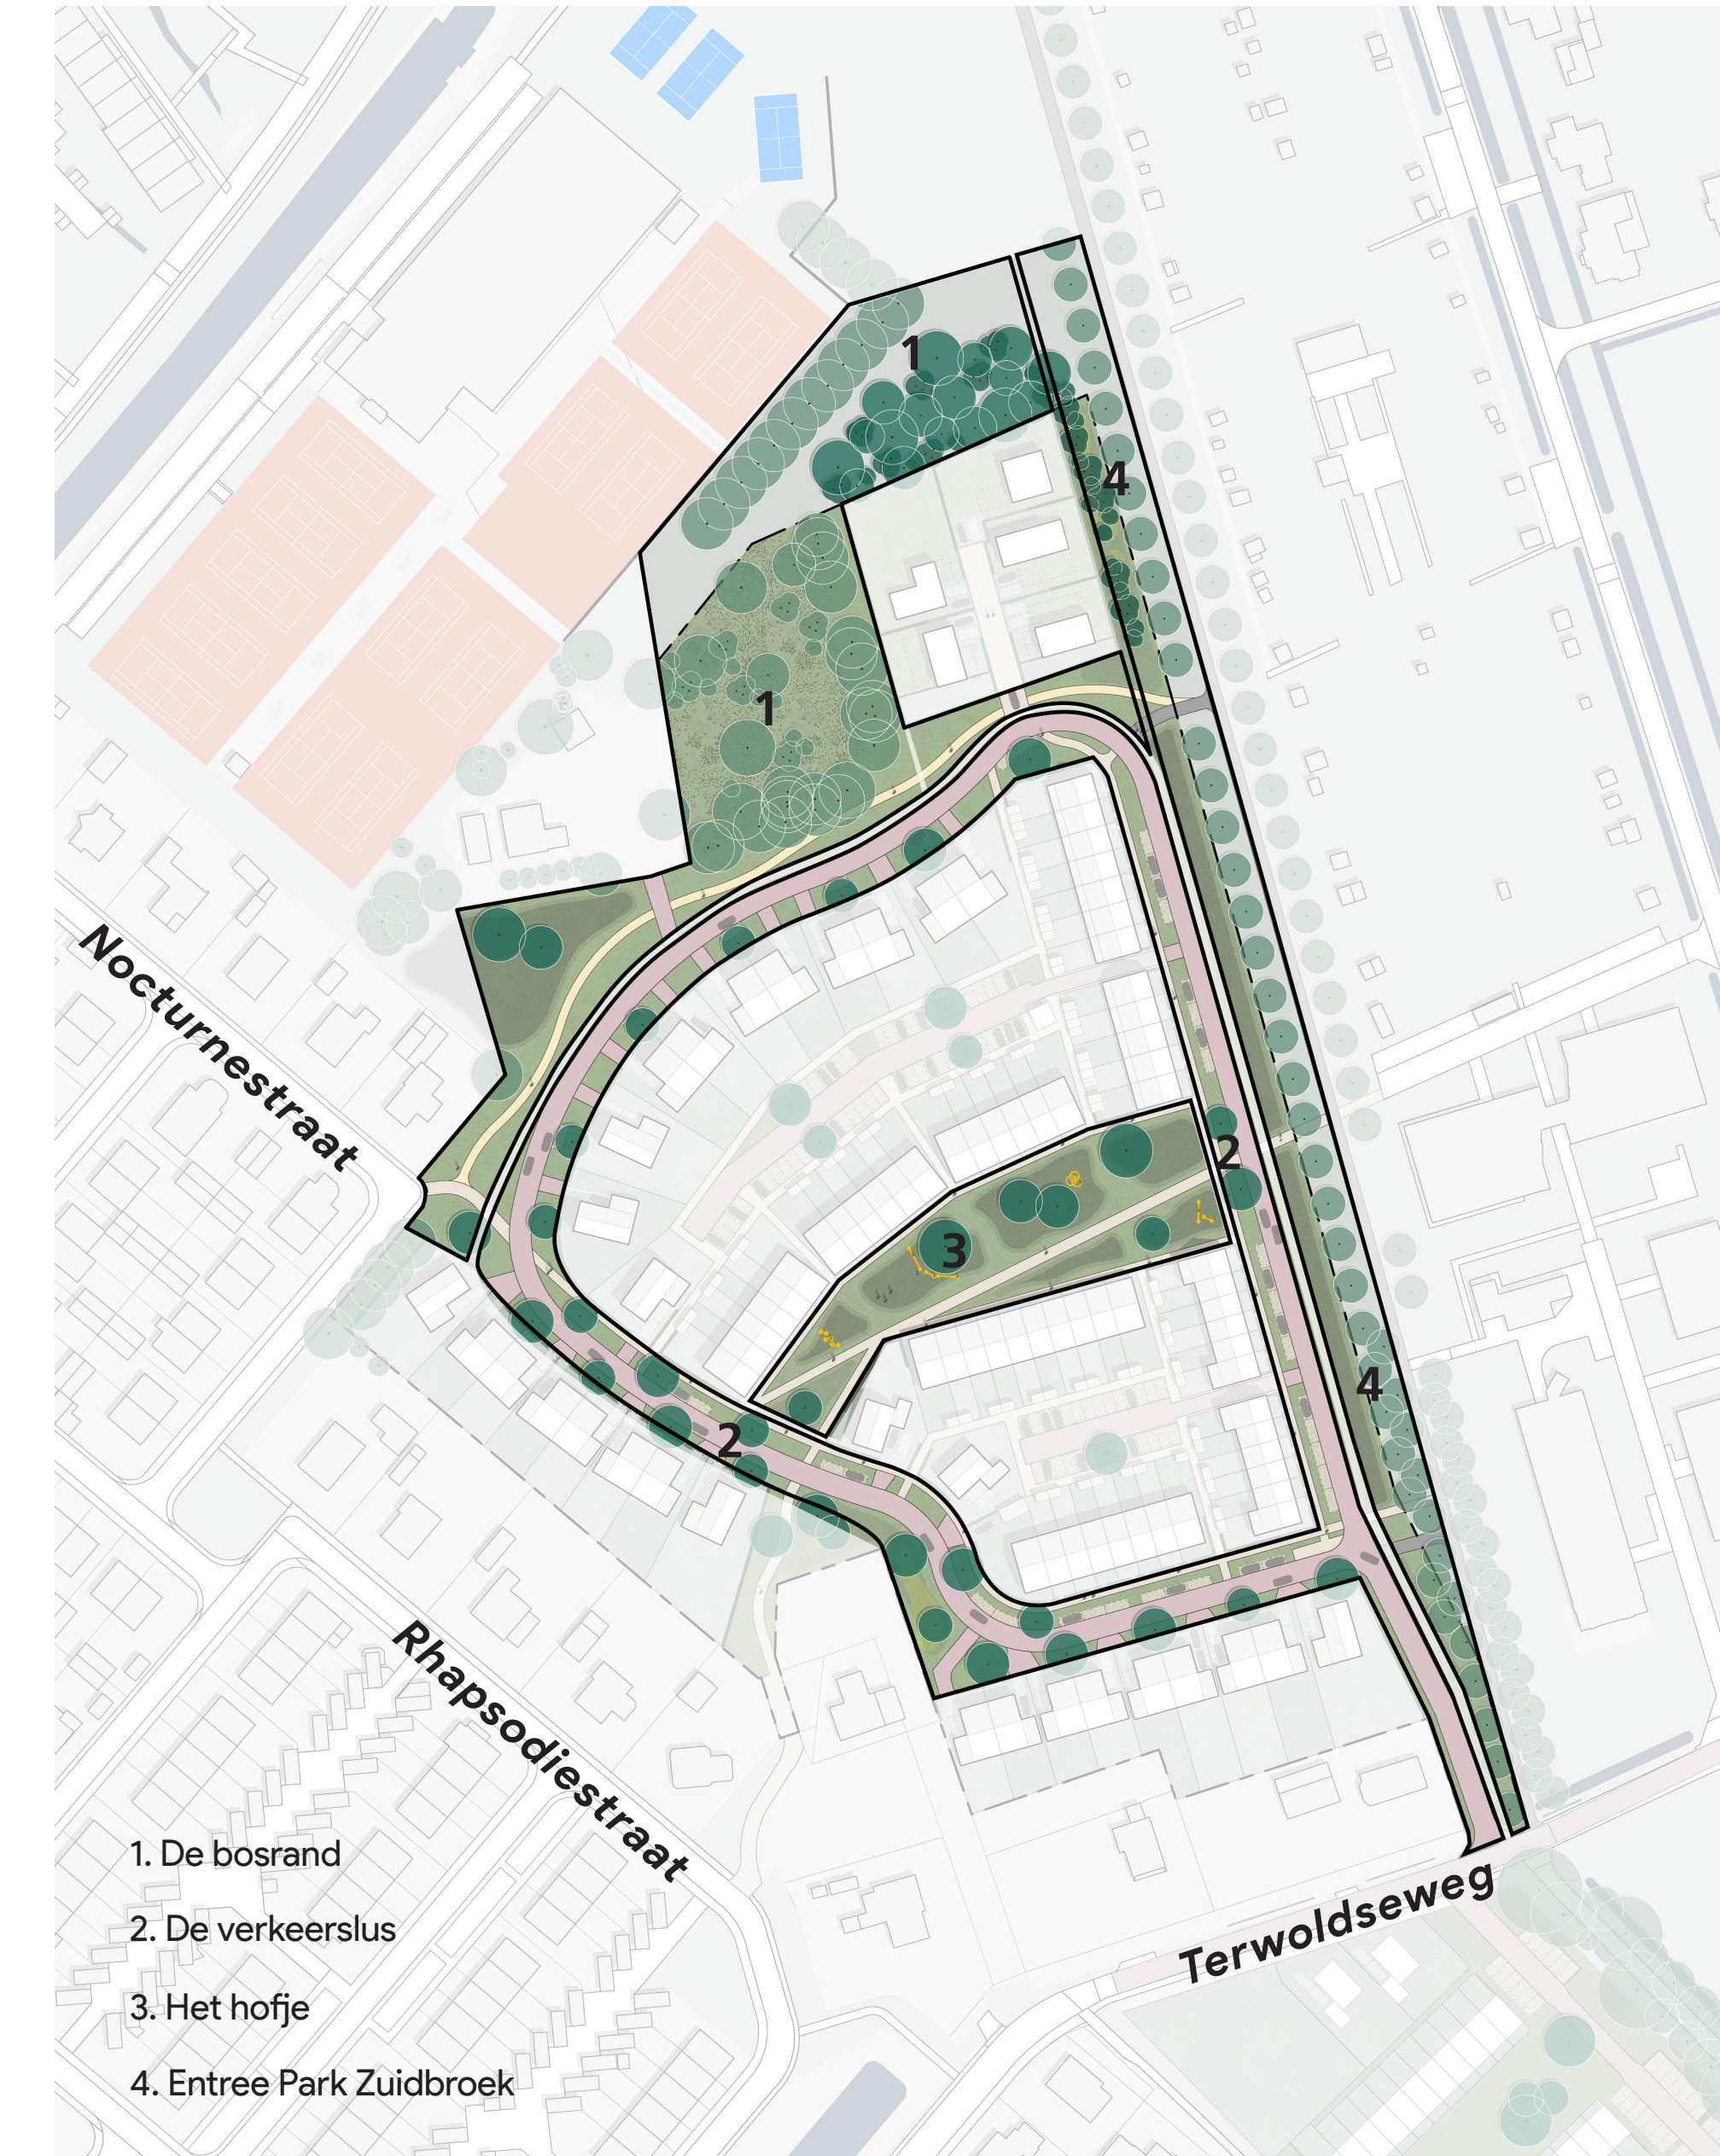 1
4
1
Nocturnestraat
2
3
4
2
Rhapsodiestraat
1. De bosrand
2. De verkeerslus
3. Het hofje
4. Entree Park Zuidbroek
Terwoldseweg